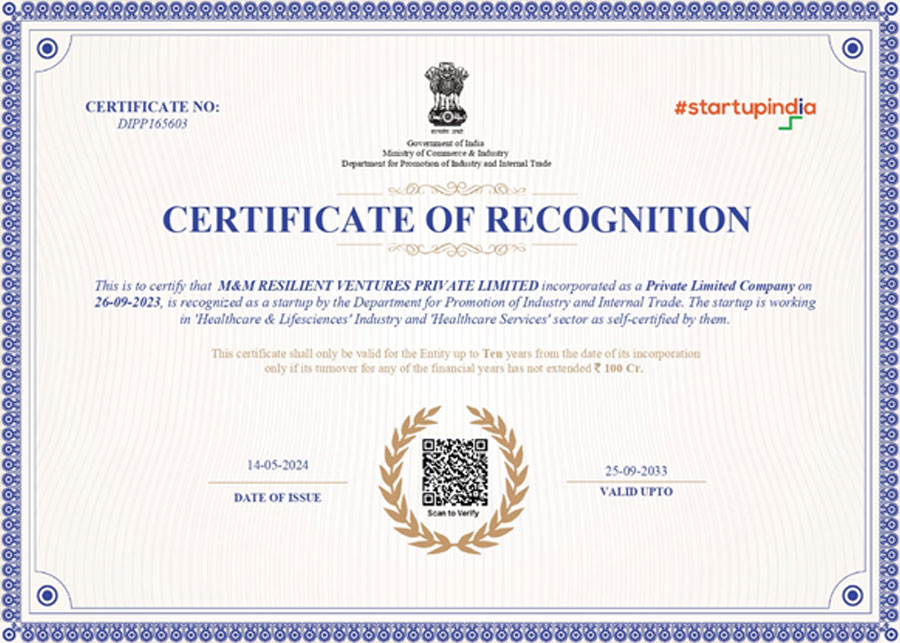 CERTIFICATE NO:
DIPP165603
#startupindia
सत्यमेव जयते
Government of India
Ministry of Commerce & Industry
Department for Promotion of Industry and Internal Trade
CERTIFICATE OF RECOGNITION
This is to certify that M&M RESILIENT VENTURES PRIVATE LIMITED incorporated as a Private Limited Company on
26-09-2023, is recognized as a startup by the Department for Promotion of Industry and Internal Trade. The startup is working
in 'Healthcare & Lifesciences' Industry and 'Healthcare Services' sector as self-certified by them.
This certificate shall only be valid for the Entity up to Ten years from the date of its incorporation
only if its turnover for any of the financial years has not extended ₹ 100 Cr.
14-05-2024
DATE OF ISSUE
Scan to Verify
25-09-2033
VALID UPTO